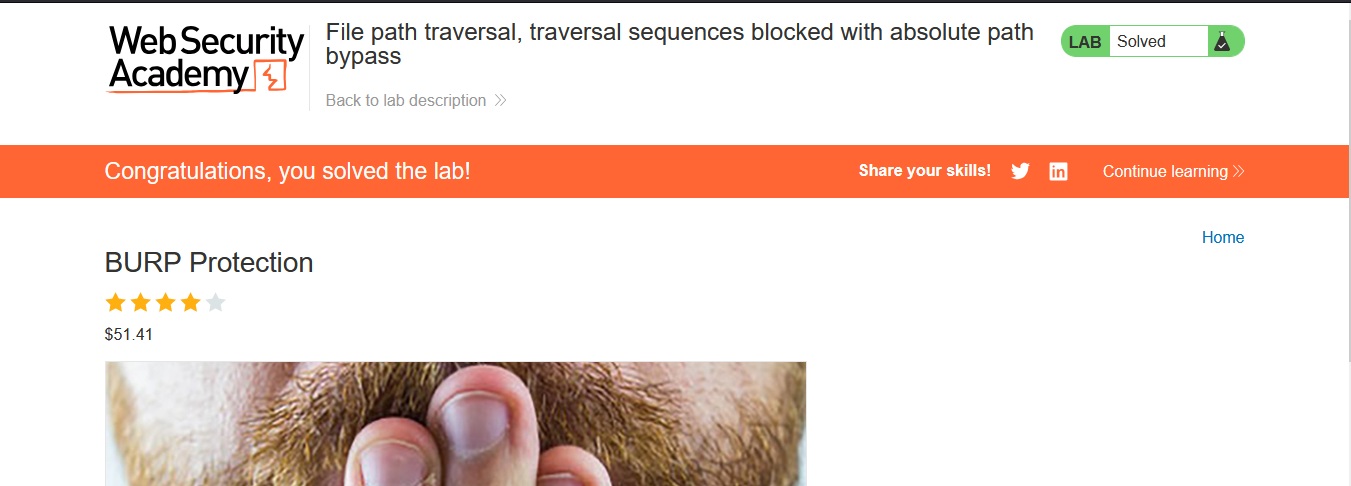 Web Security
Academy
File path traversal, traversal sequences blocked with absolute path
bypass
LAB Solved
Back to lab description
Congratulations, you solved the lab!
Share your skills!
Continue learning
Home
BURP Protection
$51.41